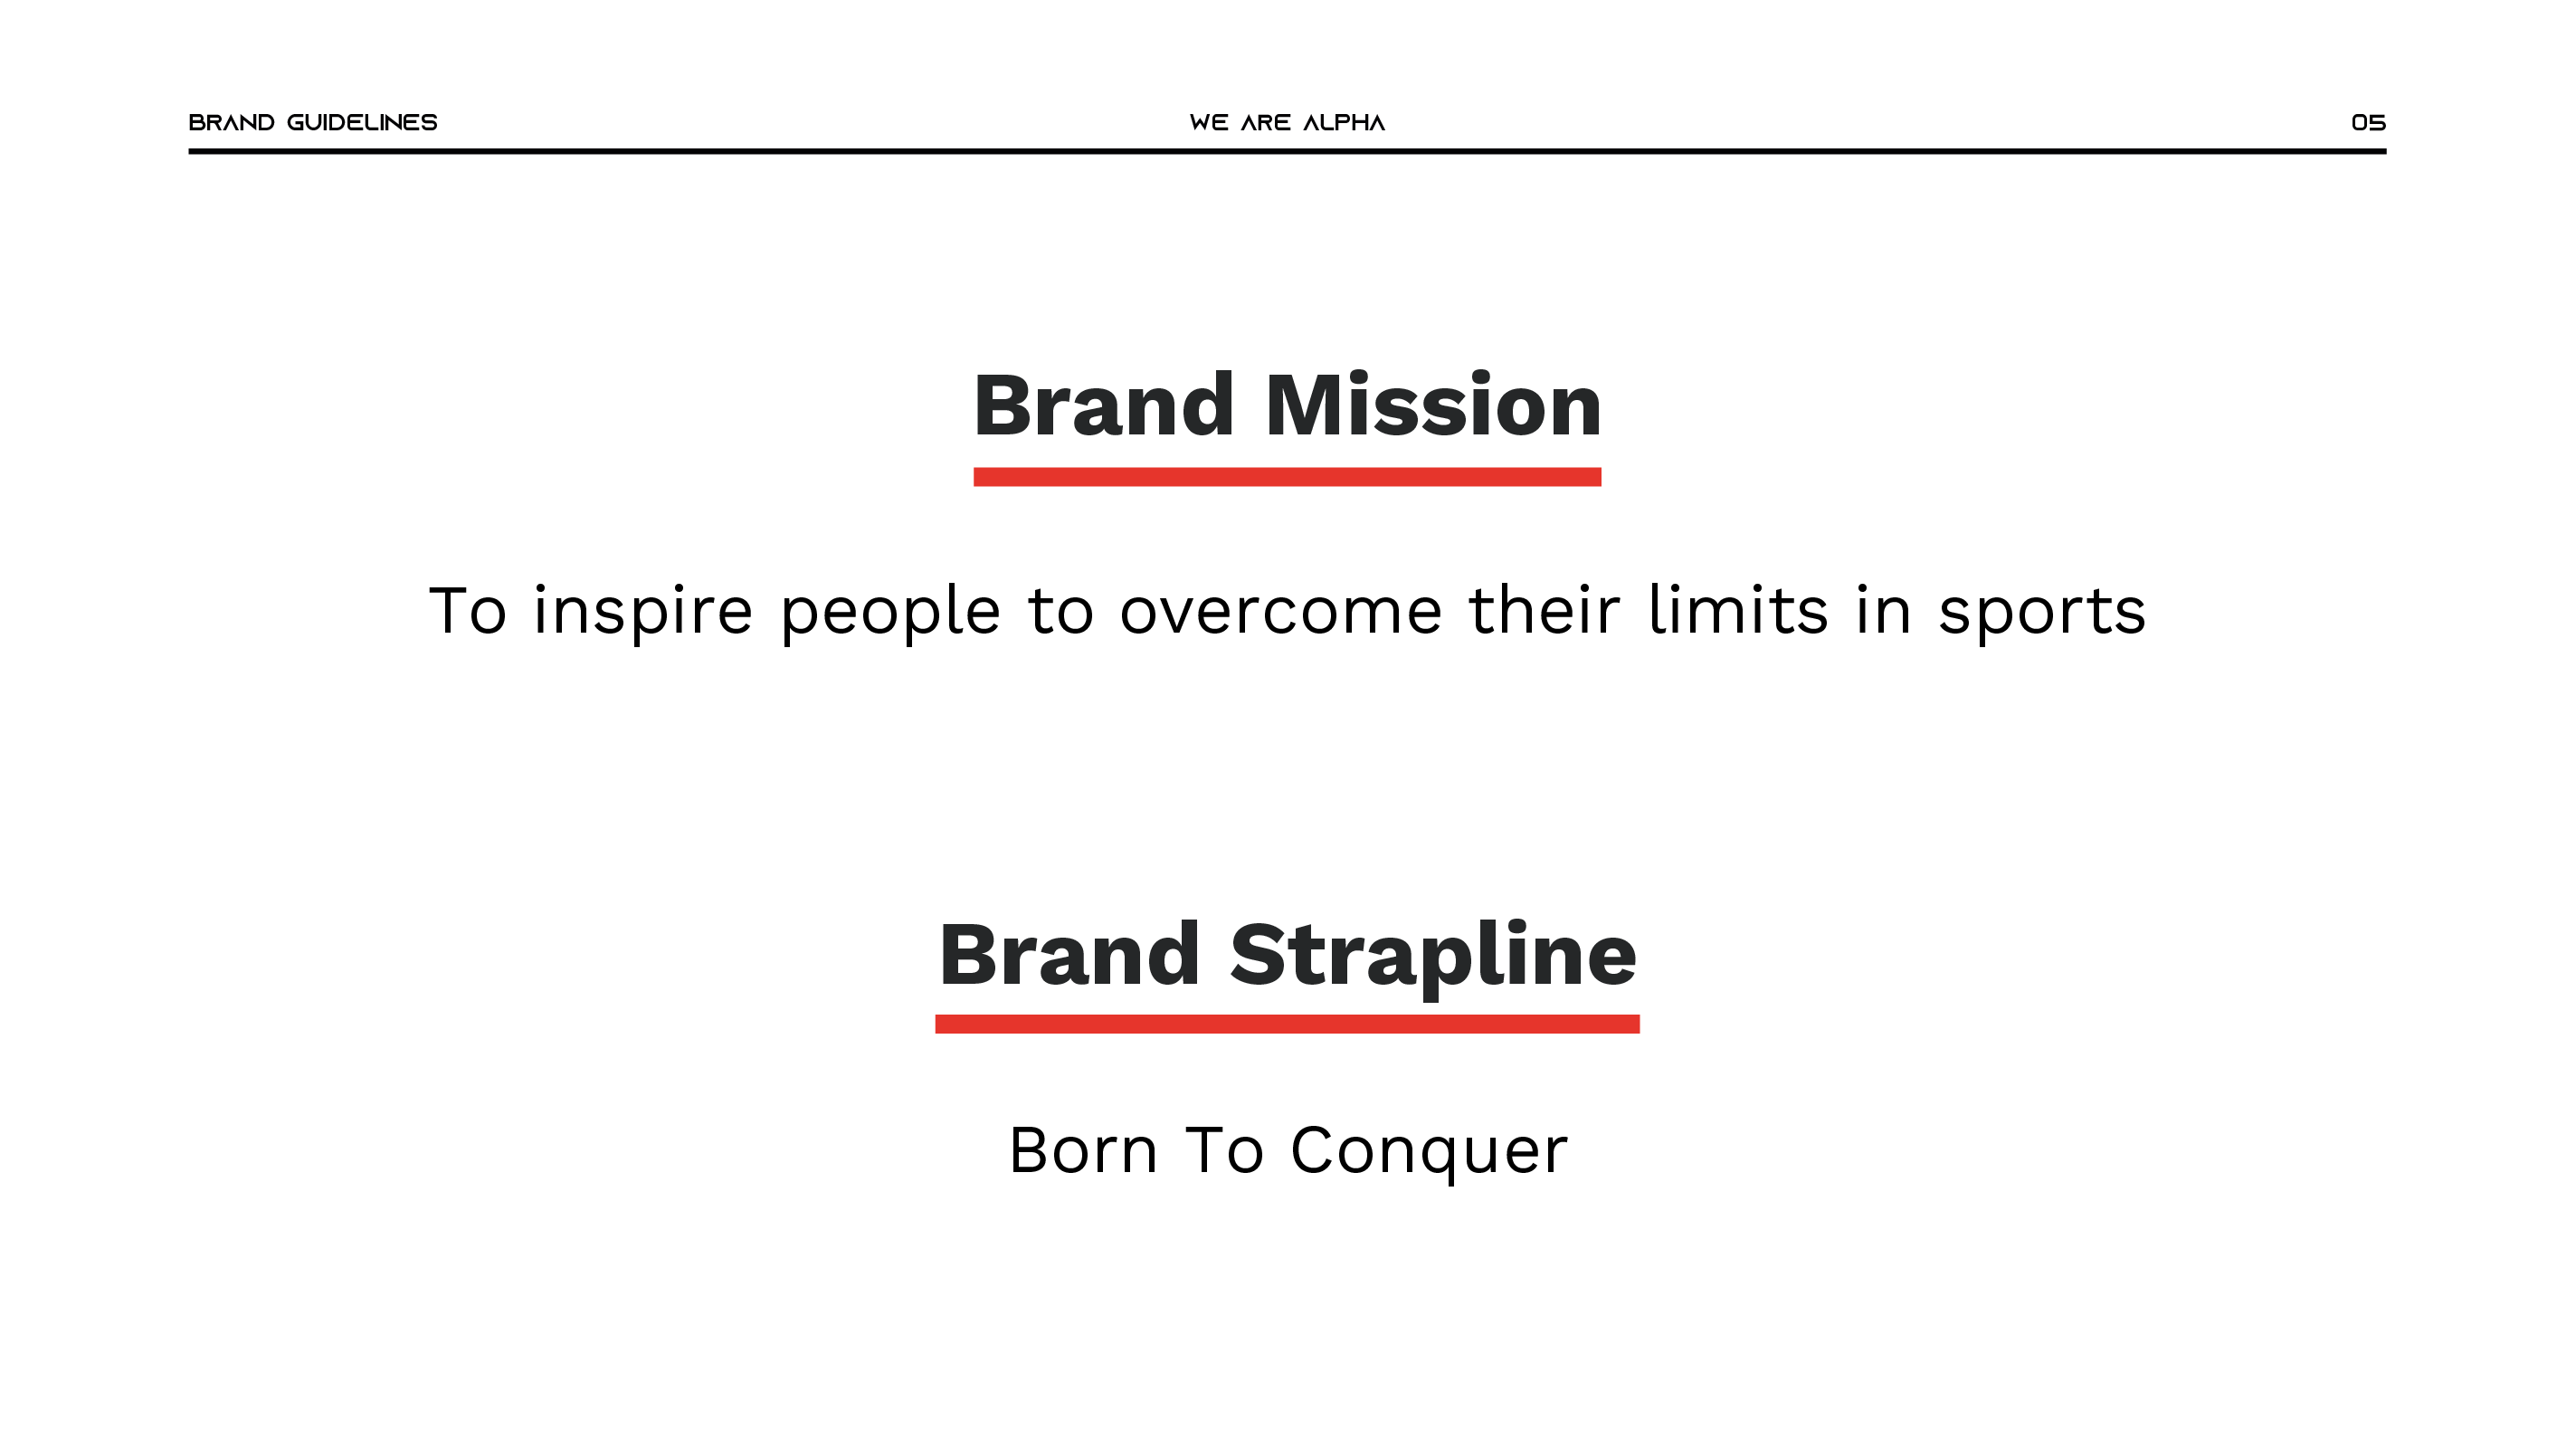 BRAND GUIDELINES
WE ARE ALPHA
05
Brand Mission
To inspire people to overcome their limits in sports
Brand Strapline
Born To Conquer